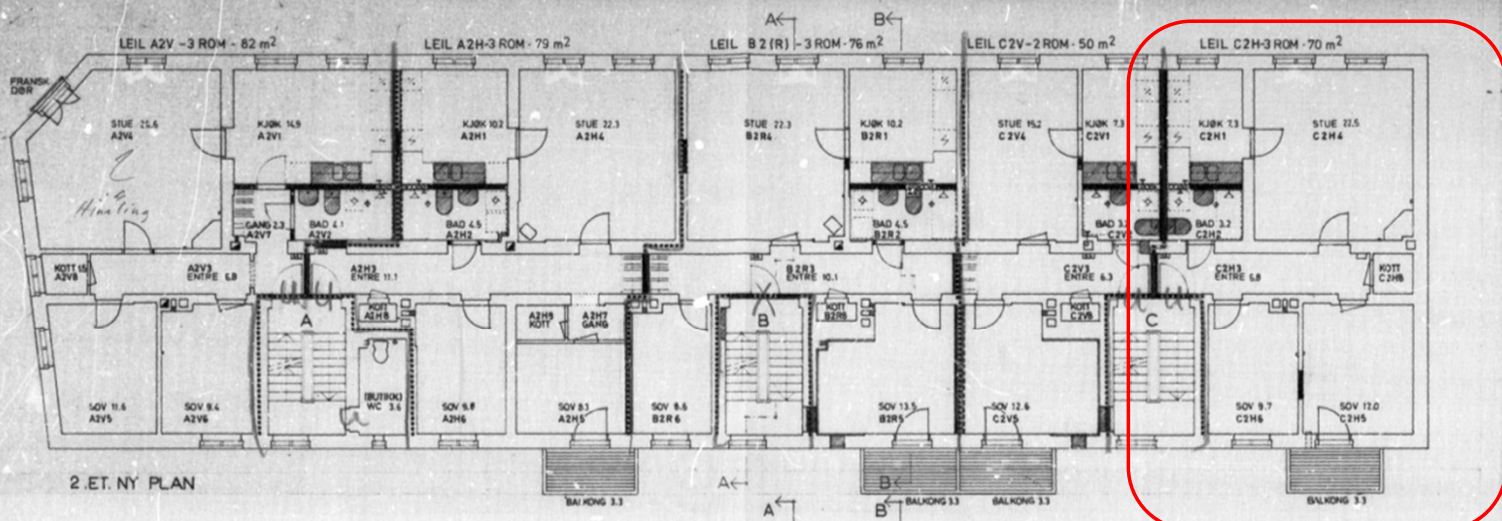 A B
LEIL A2V - 3 ROM - 82 m²
LEIL A2H-3 ROM - 79 m²
LEIL B2(R) - 3 ROM - 76 m²
LEIL C2V - 2 ROM - 50 m²
LEIL C2H-3 ROM - 70 m²
FRANSK
DØR
STUE 25.6
A2V4
KJØK 14.9
A2V1
KJØK 10.2
A2H1
STUE 22.3
A2H4
STUE 22.3
B2R4
KJØK 10.2
B2R1
STUE 15.2
C2V4
KJØK 7.3
C2V1
KJØK 7.3
C2H1
STUE 22.5
C2H4
Himling
GANG 2.3
A2V7
BAD 4.1
A2V2
BAD 4.5
A2H2
BAD 4.5
B2R2
BAD 3.2
C2V2
BAD 3.2
C2H2
KOTT 1.5
A2V8
A2V3
ENTRE 6.8
A2H3
ENTRE 11.1
B2R3
ENTRE 10.1
C2V3
ENTRE 6.3
C2H3
ENTRE 5.8
KOTT
C2H8
A
KOTT
A2H8
A2H9
KOTT
A2H7
GANG
B
KOTT
B2R8
KOTT
C2V8
C
(BUTIKK)
WC 3.6
SOV 11.6
A2V5
SOV 9.4
A2V6
SOV 9.8
A2H6
SOV 8.1
A2H5
SOV 8.6
B2R6
SOV 13.5
B2R5
SOV 12.6
C2V5
SOV 9.7
C2H6
SOV 12.0
C2H5
2.ET. NY PLAN
BALKONG 3.3
A
B
BALKONG 3.3
BALKONG 3.3
BALKONG 3.3
A B